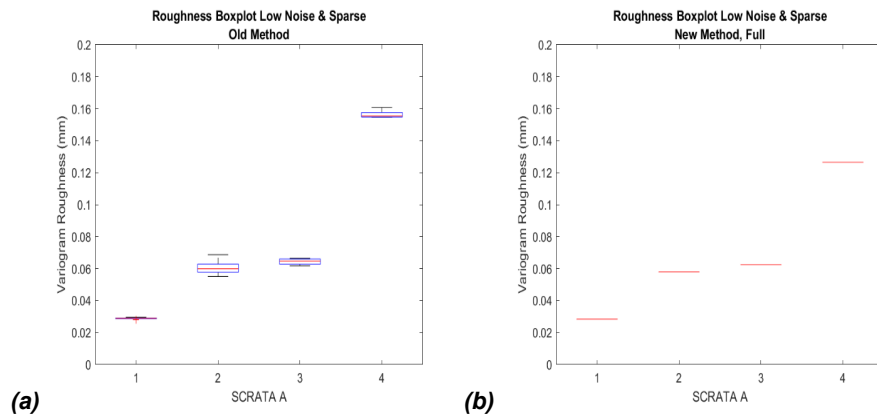 Roughness Boxplot Low Noise & Sparse
Old Method
0.2
0.18
0.16
0.14
0.12
0.1
0.08
0.06
0.04
0.02
0
Variogram Roughness (mm)
1 2 3 4
SCRATA A
(a)
Roughness Boxplot Low Noise & Sparse
New Method, Full
0.2
0.18
0.16
0.14
0.12
0.1
0.08
0.06
0.04
0.02
0
Variogram Roughness (mm)
1 2 3 4
SCRATA A
(b)